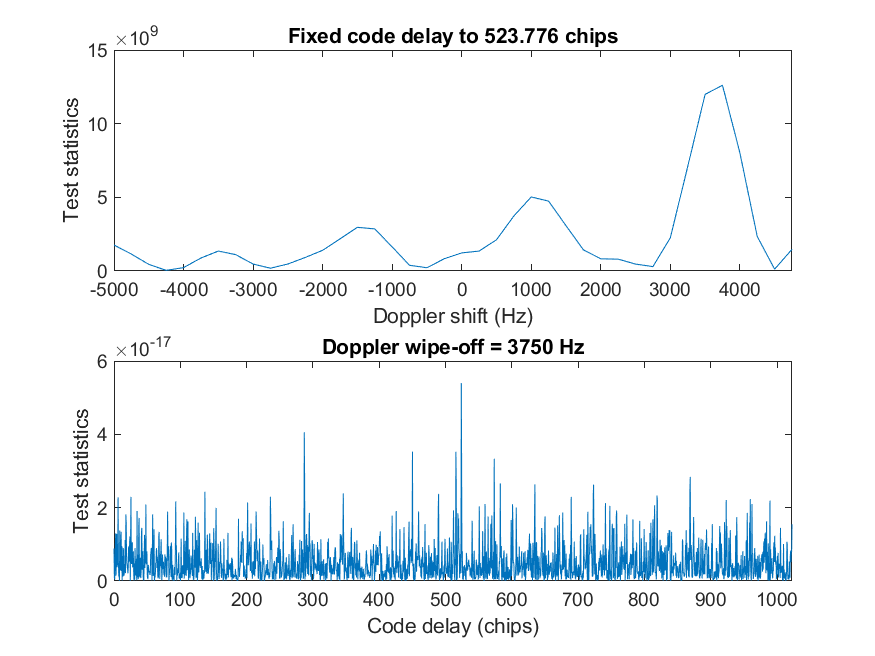 Fixed code delay to 523.776 chips
×10^9
15
10
5
0
Test statistics
-5000 -4000 -3000 -2000 -1000 0 1000 2000 3000 4000
Doppler shift (Hz)
Doppler wipe-off = 3750 Hz
×10^-17
6
4
2
0
Test statistics
0 100 200 300 400 500 600 700 800 900 1000
Code delay (chips)